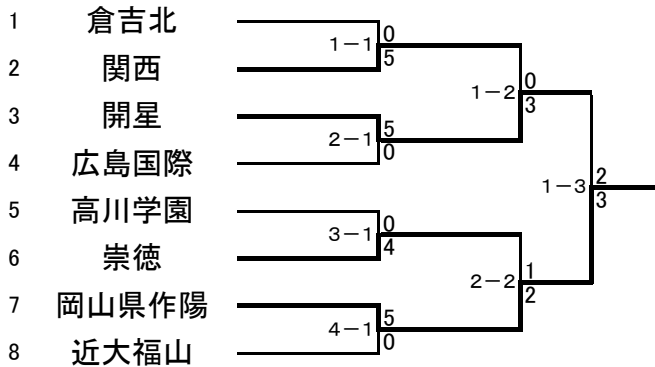 1 倉吉北
2 関西
3 開星
4 広島国際
5 高川学園
6 崇徳
7 岡山県作陽
8 近大福山
1－1 0
5
2－1 5
0
3－1 0
4
4－1 5
0
1－2 0
3
2－2 1
2
1－3 2
3